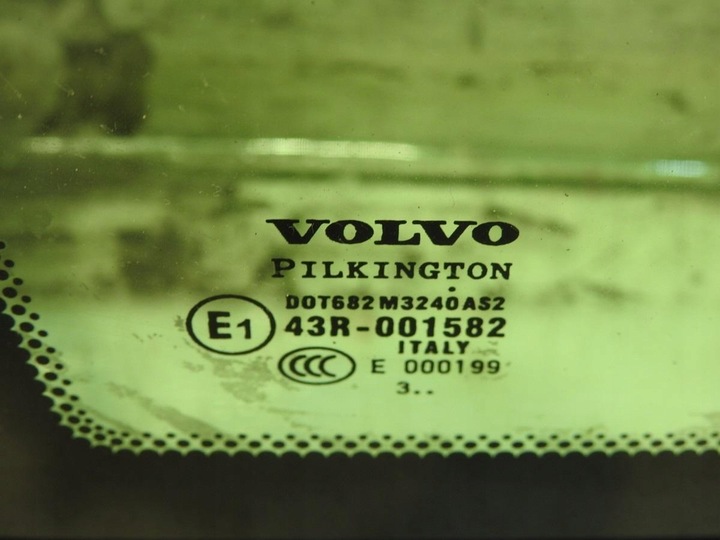 VOLVO
PILKINGTON
DOT682 M3240 AS2
E1 43R-001582
ITALY
CCC E 000199
3..